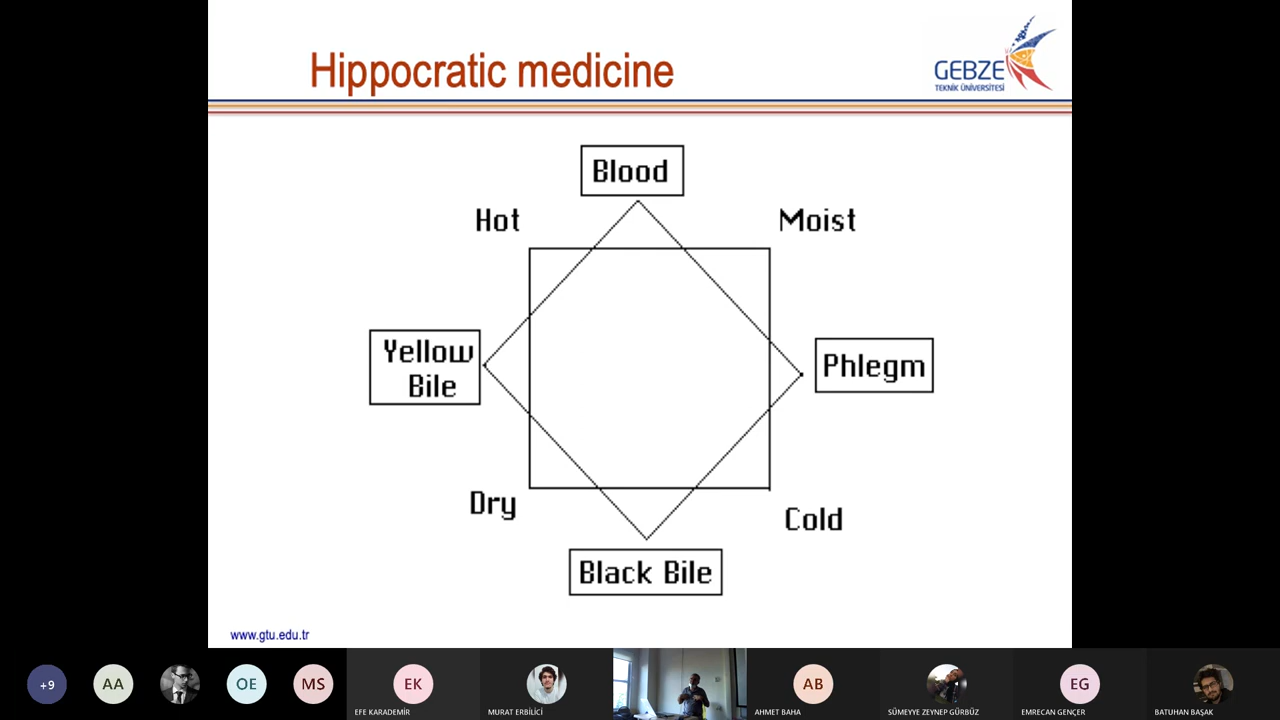 Hippocratic medicine
GEBZE
TEKNİK ÜNİVERSİTESİ
Blood
Hot
Moist
Yellow
Bile
Phlegm
Dry
Cold
Black Bile
www.gtu.edu.tr
+9
AA
OE
MS
EK
AB
EG
EFE KARADEMİR
MURAT ERBİLİCİ
AHMET BAHA
SÜMEYYE ZEYNEP GÜRBÜZ
EMRECAN GENÇER
BATUHAN BAŞAK